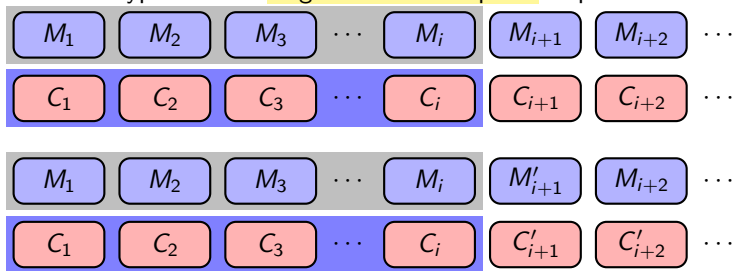 M₁ M₂ M₃ ··· Mᵢ Mᵢ₊₁ Mᵢ₊₂ ···
C₁ C₂ C₃ ··· Cᵢ Cᵢ₊₁ Cᵢ₊₂ ···
M₁ M₂ M₃ ··· Mᵢ M′ᵢ₊₁ Mᵢ₊₂ ···
C₁ C₂ C₃ ··· Cᵢ C′ᵢ₊₁ C′ᵢ₊₂ ···